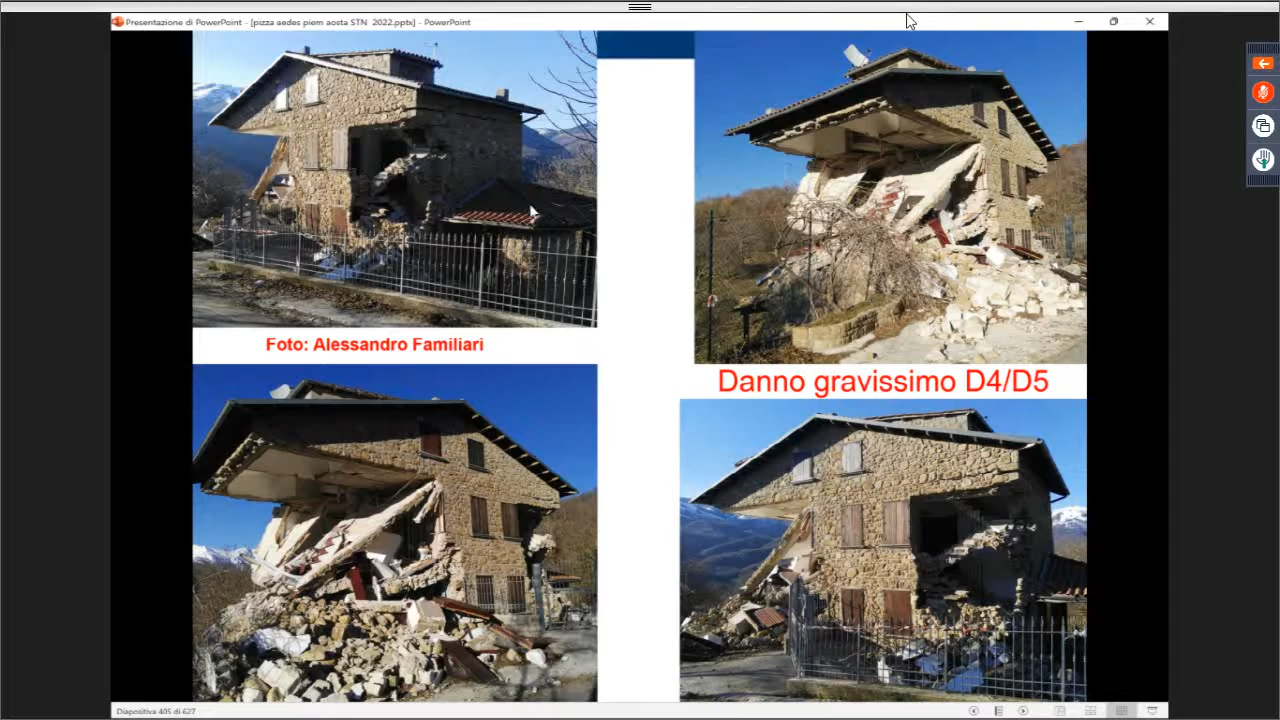 Presentazione di PowerPoint - [pizza aedes piem aosta STN 2022.pptx] - PowerPoint
Foto: Alessandro Familiari
Danno gravissimo D4/D5
Diapositiva 405 di 627